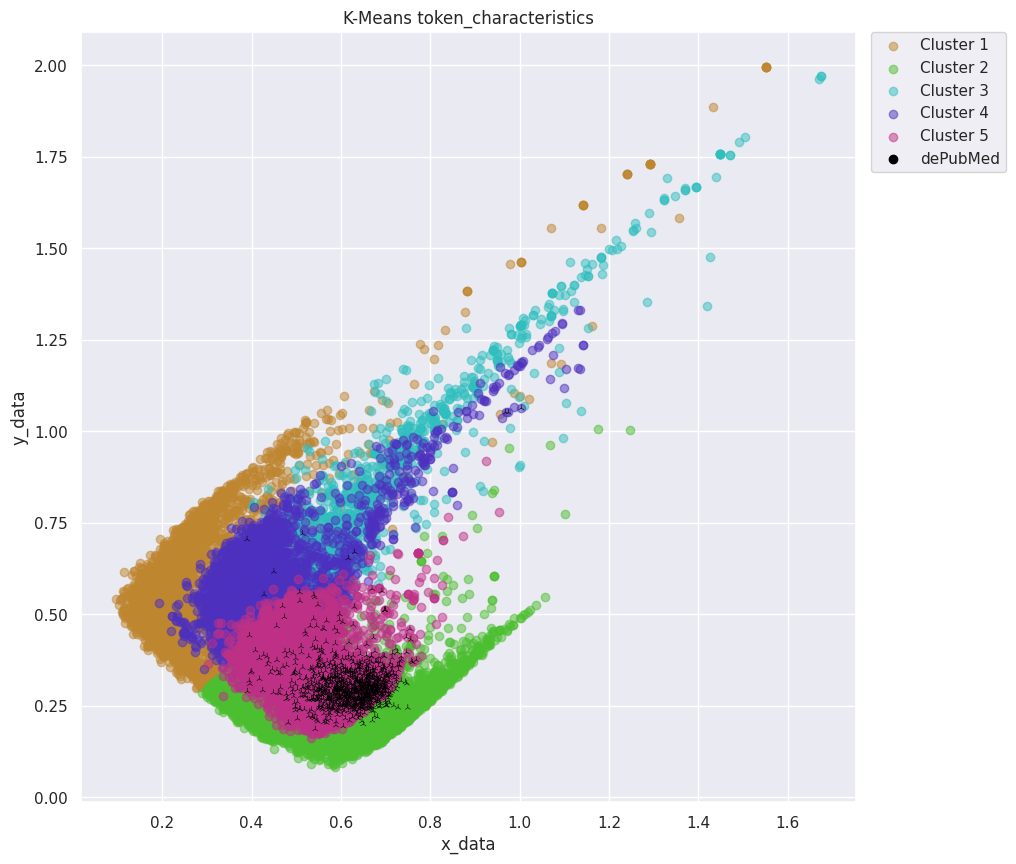 K-Means token_characteristics
Cluster 1
Cluster 2
Cluster 3
Cluster 4
Cluster 5
dePubMed
y_data
2.00
1.75
1.50
1.25
1.00
0.75
0.50
0.25
0.00
0.2 0.4 0.6 0.8 1.0 1.2 1.4 1.6
x_data